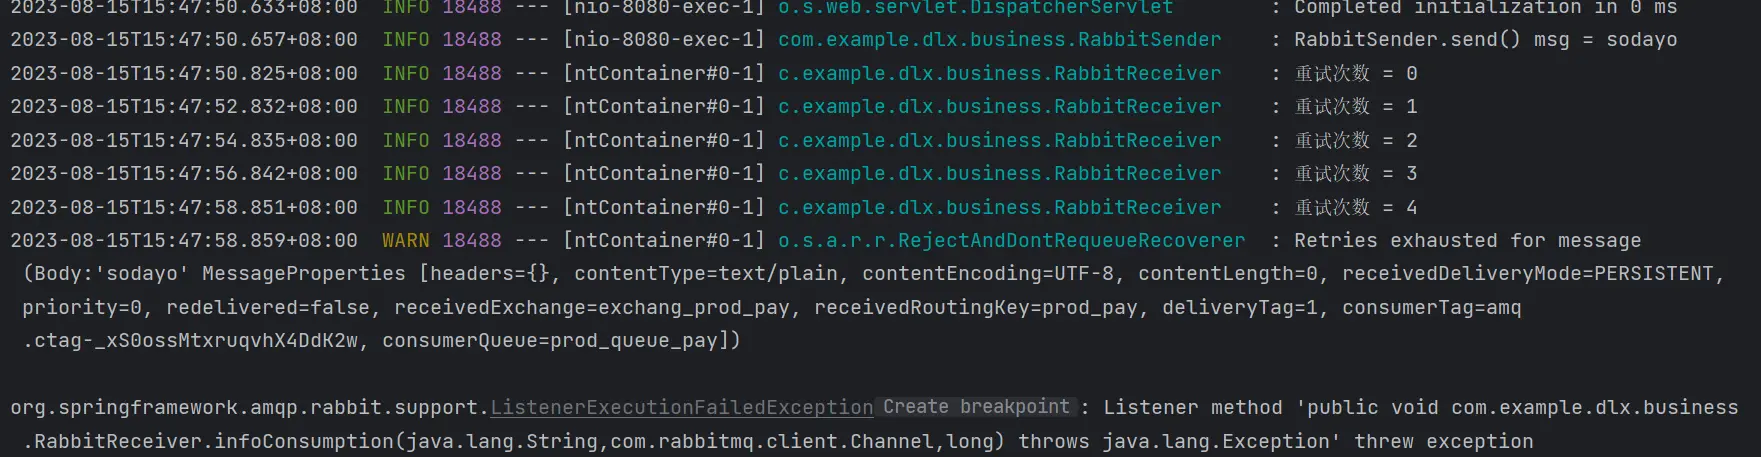 2023-08-15T15:47:50.633+08:00  INFO 18488 --- [nio-8080-exec-1] o.s.web.servlet.DispatcherServlet        : Completed initialization in 0 ms
2023-08-15T15:47:50.657+08:00  INFO 18488 --- [nio-8080-exec-1] com.example.dlx.business.RabbitSender    : RabbitSender.send() msg = sodayo
2023-08-15T15:47:50.825+08:00  INFO 18488 --- [ntContainer#0-1] c.example.dlx.business.RabbitReceiver    : 重试次数 = 0
2023-08-15T15:47:52.832+08:00  INFO 18488 --- [ntContainer#0-1] c.example.dlx.business.RabbitReceiver    : 重试次数 = 1
2023-08-15T15:47:54.835+08:00  INFO 18488 --- [ntContainer#0-1] c.example.dlx.business.RabbitReceiver    : 重试次数 = 2
2023-08-15T15:47:56.842+08:00  INFO 18488 --- [ntContainer#0-1] c.example.dlx.business.RabbitReceiver    : 重试次数 = 3
2023-08-15T15:47:58.851+08:00  INFO 18488 --- [ntContainer#0-1] c.example.dlx.business.RabbitReceiver    : 重试次数 = 4
2023-08-15T15:47:58.859+08:00  WARN 18488 --- [ntContainer#0-1] o.s.a.r.r.RejectAndDontRequeueRecoverer  : Retries exhausted for message
(Body:'sodayo' MessageProperties [headers={}, contentType=text/plain, contentEncoding=UTF-8, contentLength=0, receivedDeliveryMode=PERSISTENT,
priority=0, redelivered=false, receivedExchange=exchang_prod_pay, receivedRoutingKey=prod_pay, deliveryTag=1, consumerTag=amq
.ctag-_xS0ossMtxruqvhX4DdK2w, consumerQueue=prod_queue_pay])
org.springframework.amqp.rabbit.support.ListenerExecutionFailedException Create breakpoint : Listener method 'public void com.example.dlx.business
.RabbitReceiver.infoConsumption(java.lang.String,com.rabbitmq.client.Channel,long) throws java.lang.Exception' threw exception